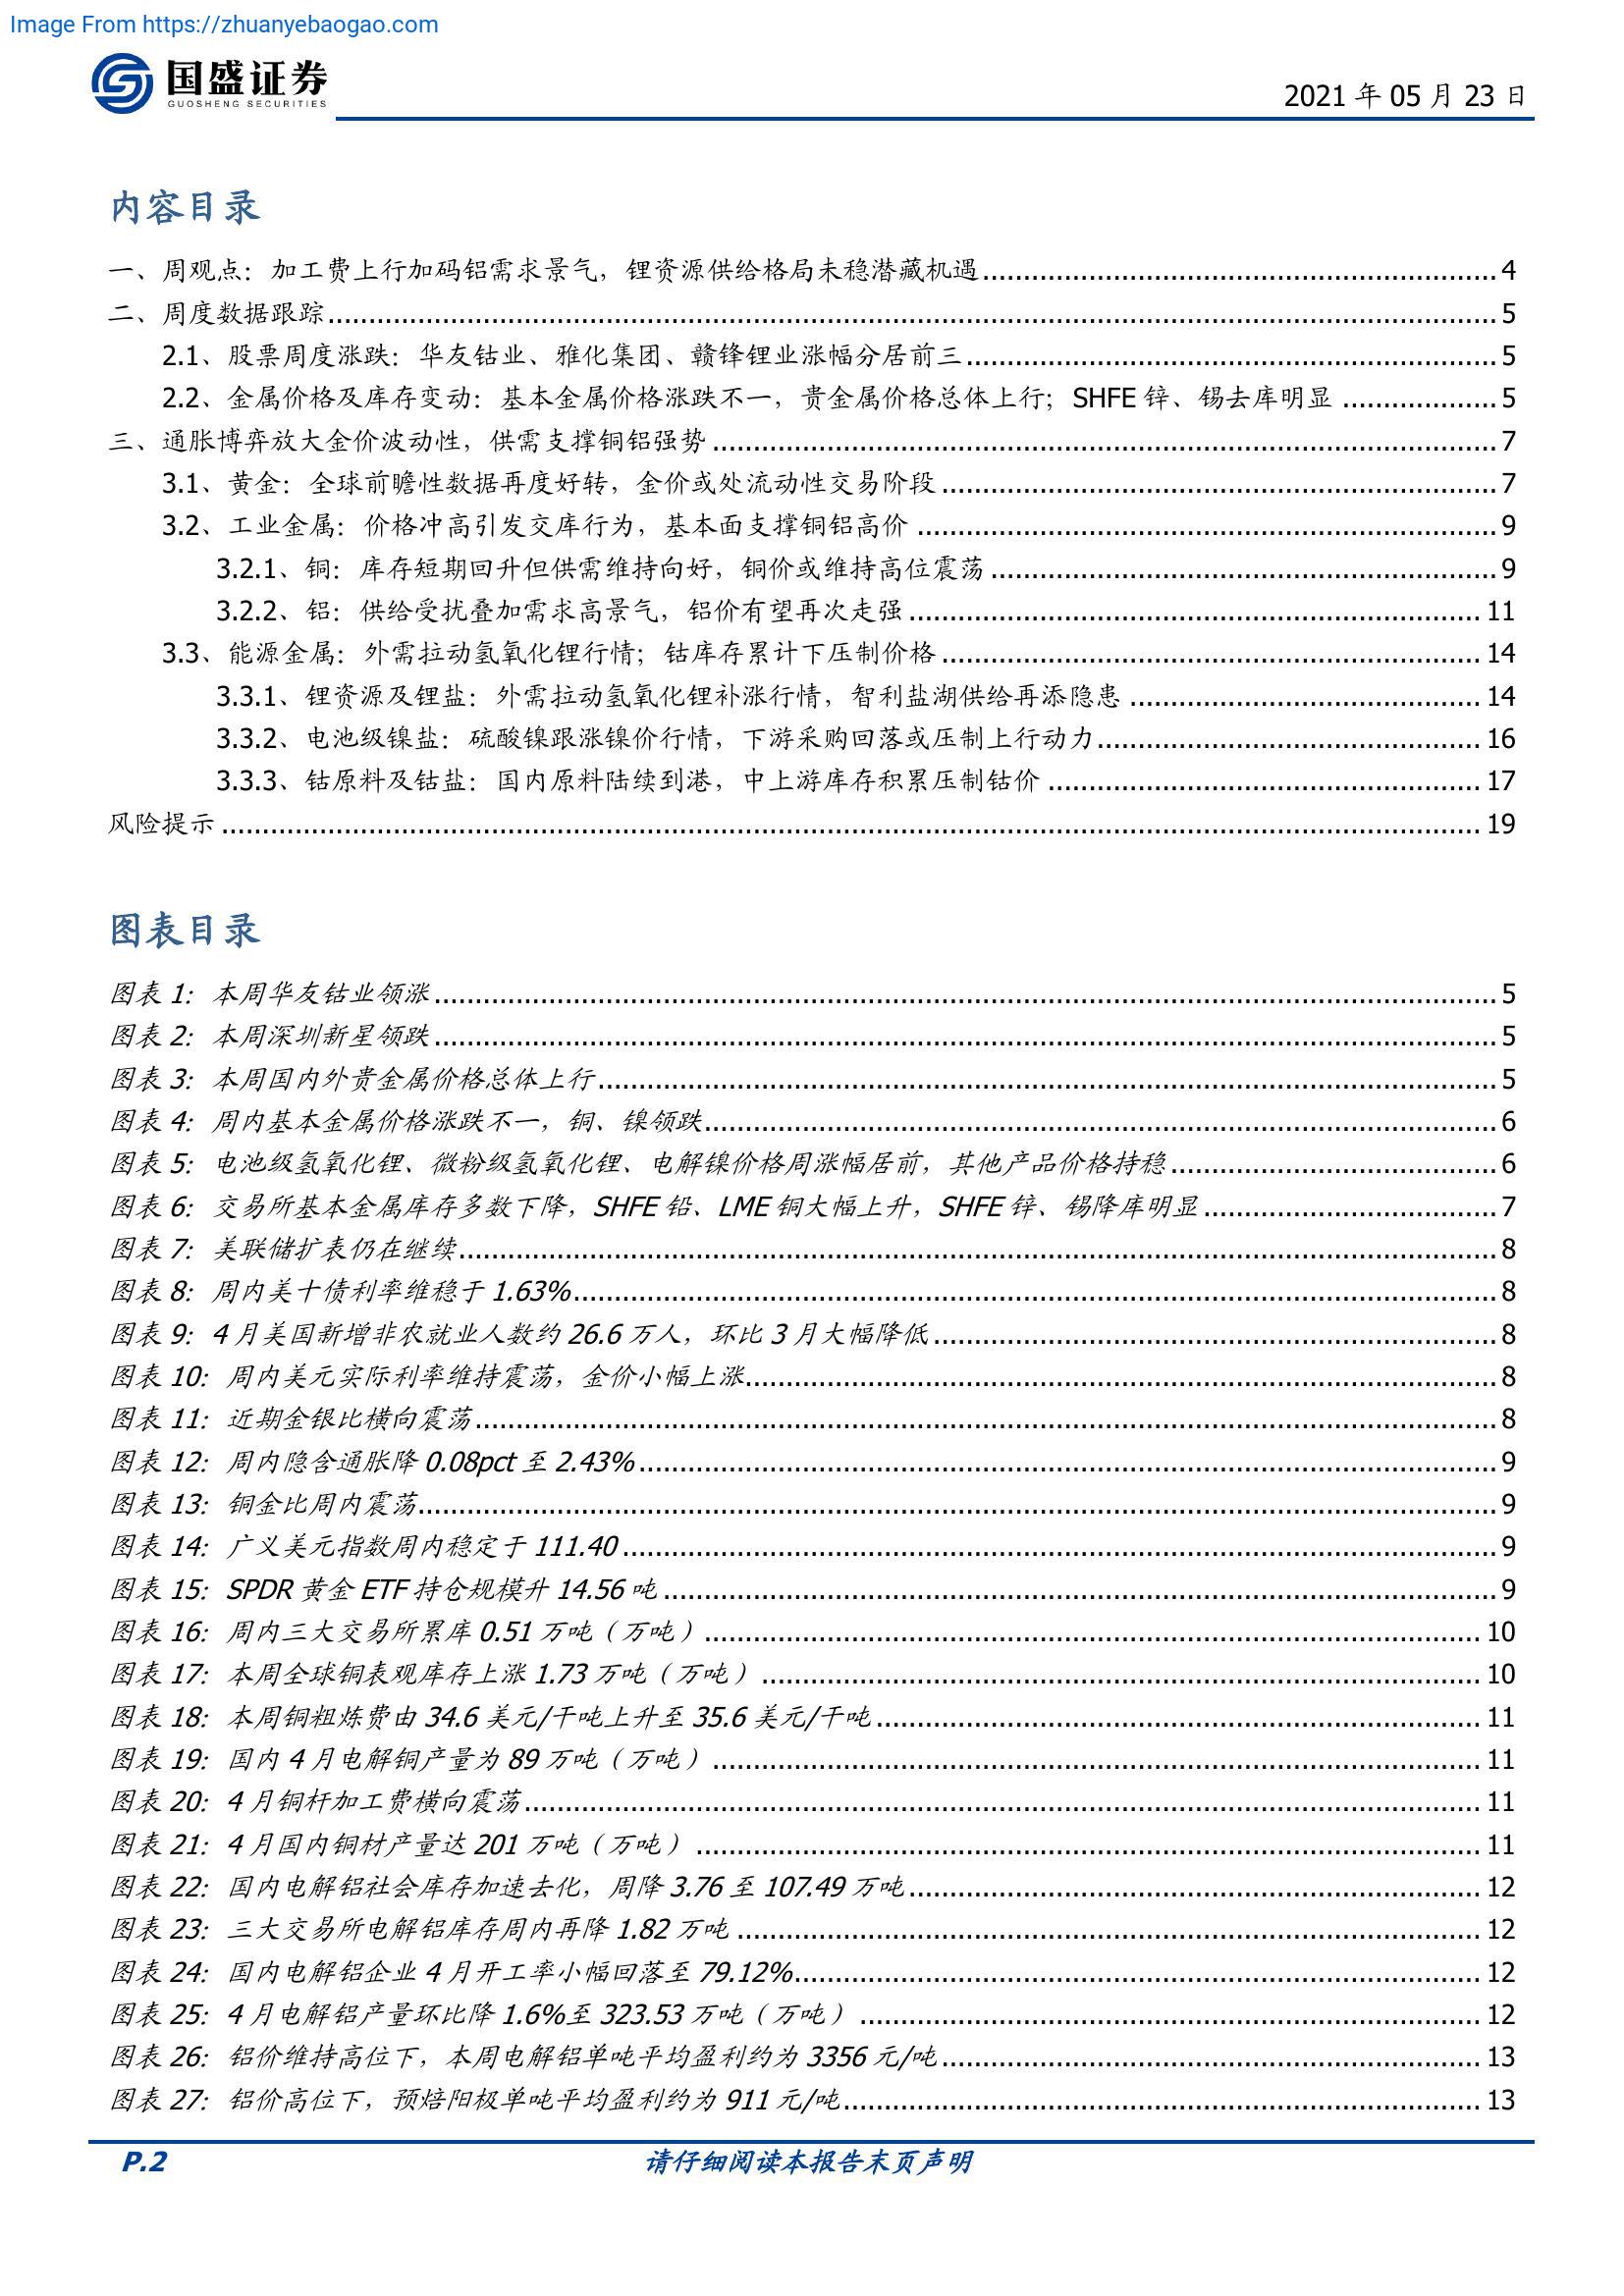 Image From https://zhuanyebaogao.com
国盛证券
GUOSHENG SECURITIES
2021 年 05 月 23 日
内容目录
一、周观点：加工费上行加码铝需求景气，锂资源供给格局未稳潜藏机遇 4
二、周度数据跟踪 5
2.1、股票周度涨跌：华友钴业、雅化集团、赣锋锂业涨幅分居前三 5
2.2、金属价格及库存变动：基本金属价格涨跌不一，贵金属价格总体上行；SHFE 锌、锡去库明显 5
三、通胀博弈放大金价波动性，供需支撑铜铝强势 7
3.1、黄金：全球前瞻性数据再度好转，金价或处流动性交易阶段 7
3.2、工业金属：价格冲高引发交库行为，基本面支撑铜铝高价 9
3.2.1、铜：库存短期回升但供需维持向好，铜价或维持高位震荡 9
3.2.2、铝：供给受扰叠加需求高景气，铝价有望再次走强 11
3.3、能源金属：外需拉动氢氧化锂行情；钴库存累计下压制价格 14
3.3.1、锂资源及锂盐：外需拉动氢氧化锂补涨行情，智利盐湖供给再添隐患 14
3.3.2、电池级镍盐：硫酸镍跟涨镍价行情，下游采购回落或压制上行动力 16
3.3.3、钴原料及钴盐：国内原料陆续到港，中上游库存积累压制钴价 17
风险提示 19
图表目录
图表 1：本周华友钴业领涨 5
图表 2：本周深圳新星领跌 5
图表 3：本周国内外贵金属价格总体上行 5
图表 4：周内基本金属价格涨跌不一，铜、镍领跌 6
图表 5：电池级氢氧化锂、微粉级氢氧化锂、电解镍价格周涨幅居前，其他产品价格持稳 6
图表 6：交易所基本金属库存多数下降，SHFE 铅、LME 铜大幅上升，SHFE 锌、锡降库明显 7
图表 7：美联储扩表仍在继续 8
图表 8：周内美十债利率维稳于 1.63% 8
图表 9：4 月美国新增非农就业人数约 26.6 万人，环比 3 月大幅降低 8
图表 10：周内美元实际利率维持震荡，金价小幅上涨 8
图表 11：近期金银比横向震荡 8
图表 12：周内隐含通胀降 0.08pct 至 2.43% 9
图表 13：铜金比周内震荡 9
图表 14：广义美元指数周内稳定于 111.40 9
图表 15：SPDR 黄金 ETF 持仓规模升 14.56 吨 9
图表 16：周内三大交易所累库 0.51 万吨（万吨） 10
图表 17：本周全球铜表观库存上涨 1.73 万吨（万吨） 10
图表 18：本周铜粗炼费由 34.6 美元/干吨上升至 35.6 美元/干吨 11
图表 19：国内 4 月电解铜产量为 89 万吨（万吨） 11
图表 20：4 月铜杆加工费横向震荡 11
图表 21：4 月国内铜材产量达 201 万吨（万吨） 11
图表 22：国内电解铝社会库存加速去化，周降 3.76 至 107.49 万吨 12
图表 23：三大交易所电解铝库存周内再降 1.82 万吨 12
图表 24：国内电解铝企业 4 月开工率小幅回落至 79.12% 12
图表 25：4 月电解铝产量环比降 1.6%至 323.53 万吨（万吨） 12
图表 26：铝价维持高位下，本周电解铝单吨平均盈利约为 3356 元/吨 13
图表 27：铝价高位下，预焙阳极单吨平均盈利约为 911 元/吨 13
P.2
请仔细阅读本报告末页声明